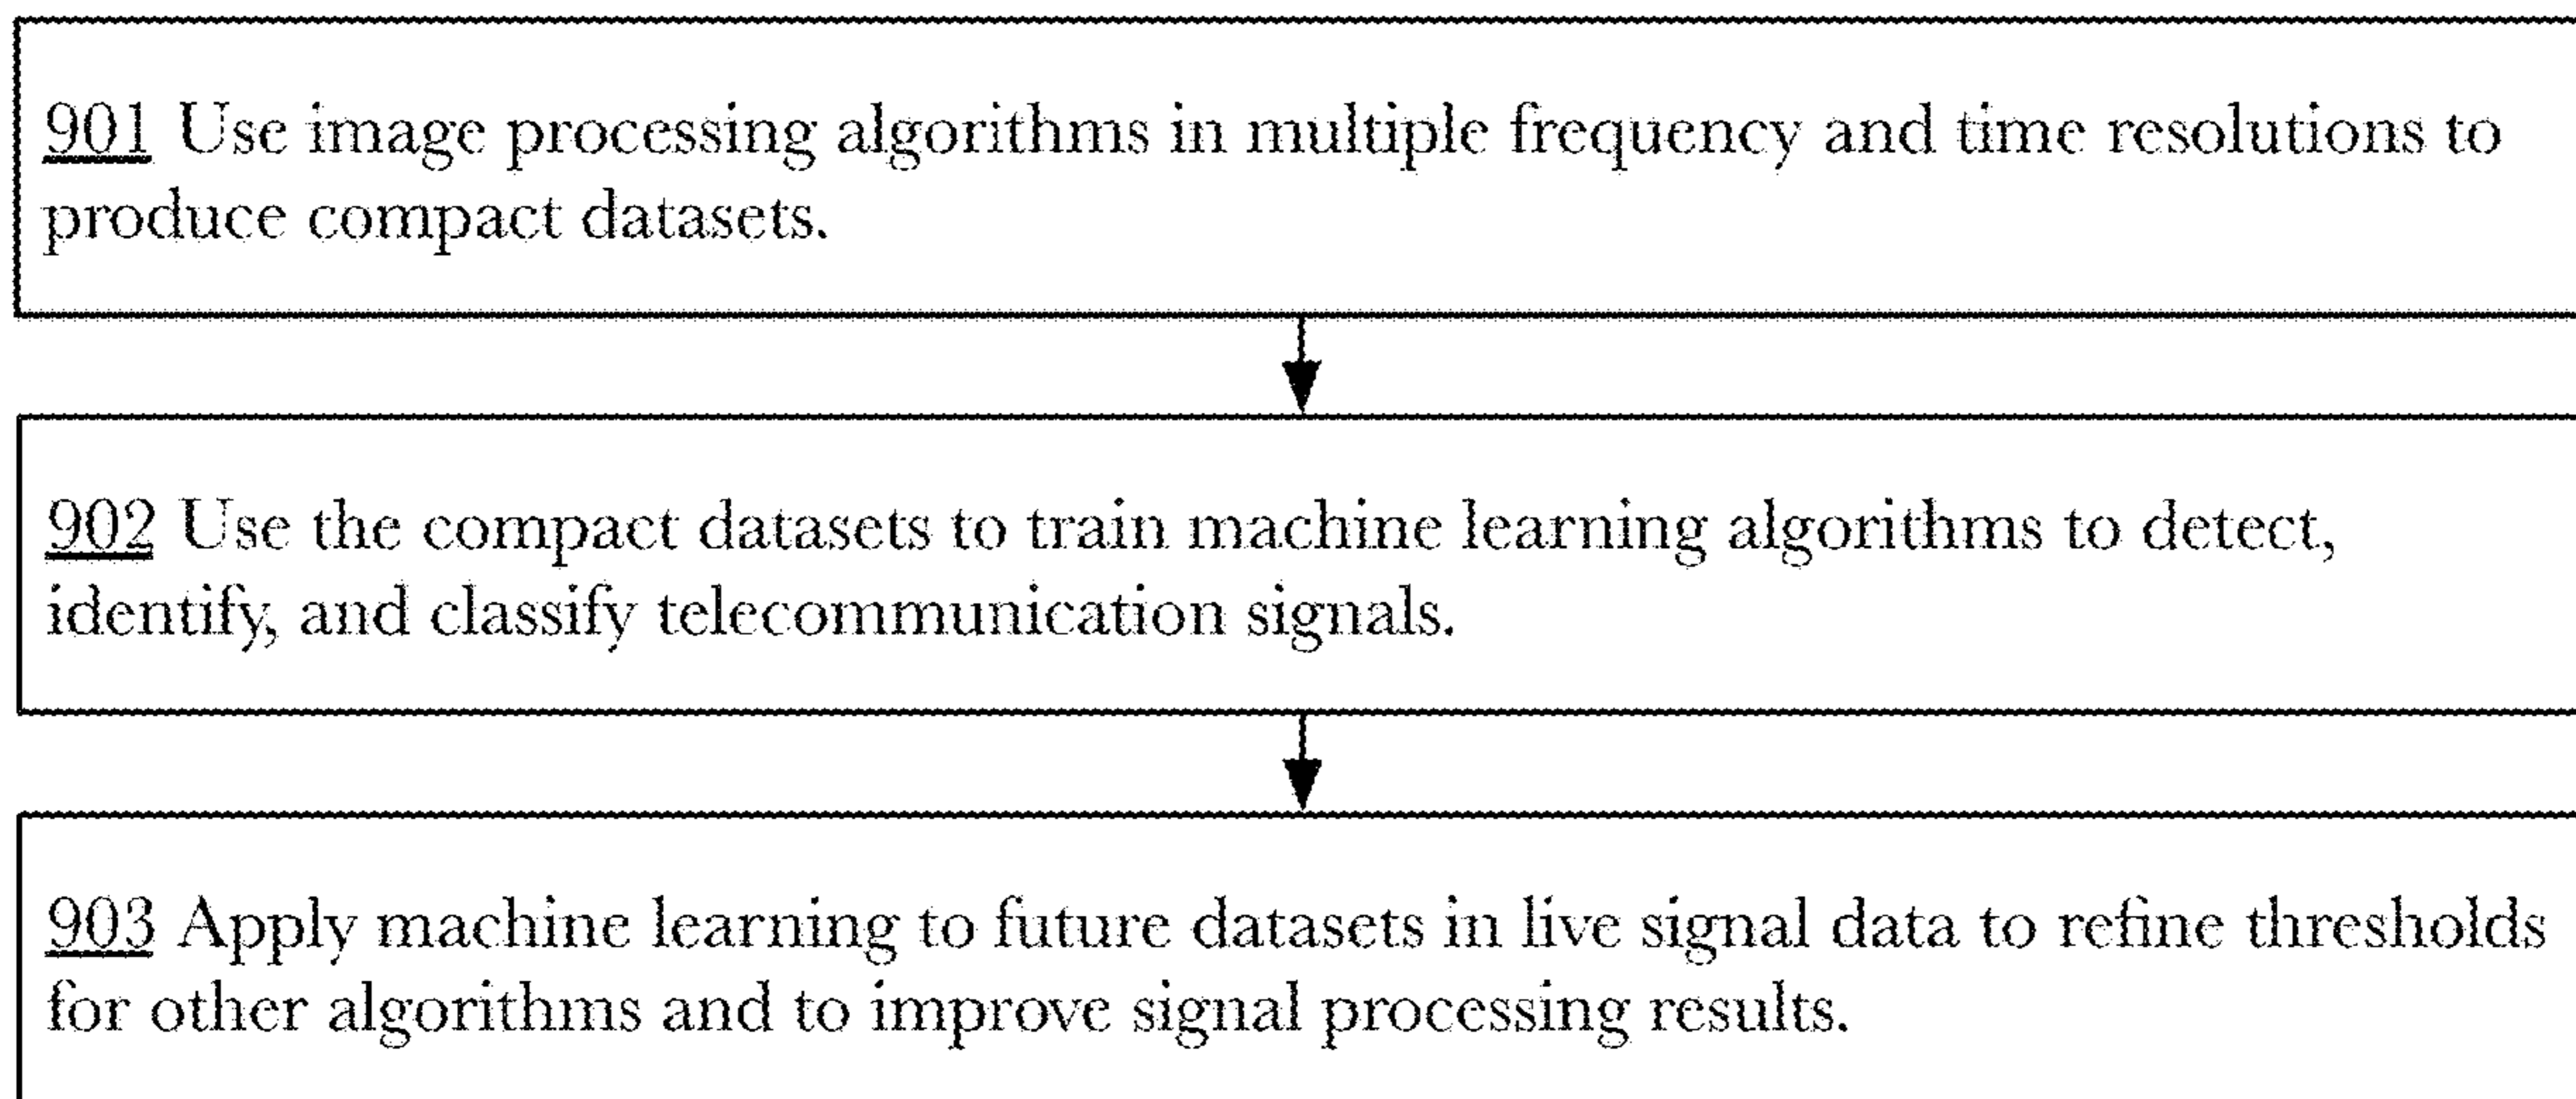 901 Use image processing algorithms in multiple frequency and time resolutions to
produce compact datasets.
902 Use the compact datasets to train machine learning algorithms to detect,
identify, and classify telecommunication signals.
903 Apply machine learning to future datasets in live signal data to refine thresholds
for other algorithms and to improve signal processing results.